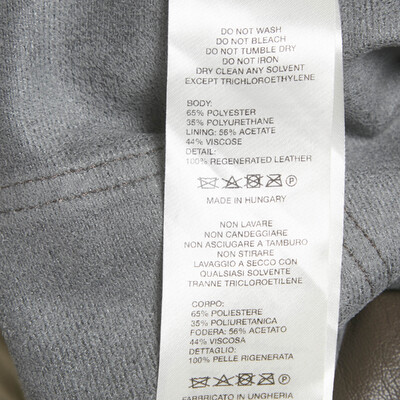 DO NOT WASH
DO NOT BLEACH
DO NOT TUMBLE DRY
DO NOT IRON
DRY CLEAN ANY SOLVENT
EXCEPT TRICHLOROETHYLENE
BODY:
65% POLYESTER
35% POLYURETHANE
LINING: 56% ACETATE
44% VISCOSE
DETAIL:
100% REGENERATED LEATHER
P
MADE IN HUNGARY
NON LAVARE
NON CANDEGGIARE
NON ASCIUGARE A TAMBURO
NON STIRARE
LAVAGGIO A SECCO CON
QUALSIASI SOLVENTE
TRANNE TRICLOROETILENE
CORPO:
65% POLIESTERE
35% POLIURETANICA
FODERA: 56% ACETATO
44% VISCOSA
DETTAGLIO:
100% PELLE RIGENERATA
P
FABBRICATO IN UNGHERIA